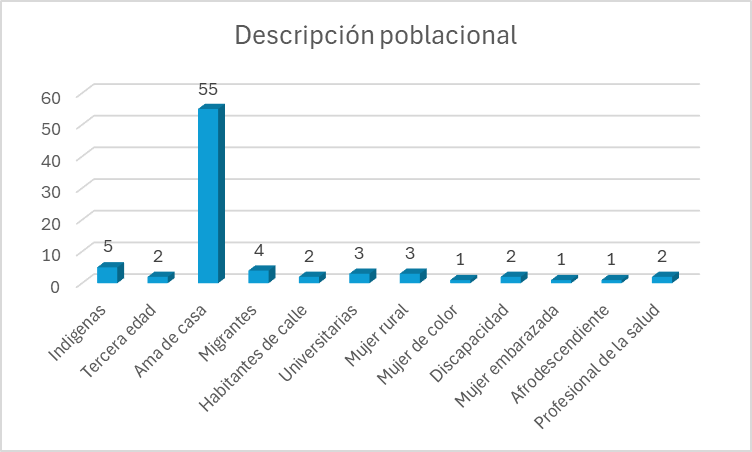 Descripción poblacional
60
50
40
30
20
10
0
5
2
55
4
2
3
3
1
2
1
1
2
Indigenas
Tercera edad
Ama de casa
Migrantes
Habitantes de calle
Universitarias
Mujer rural
Mujer de color
Discapacidad
Mujer embarazada
Afrodescendiente
Profesional de la salud